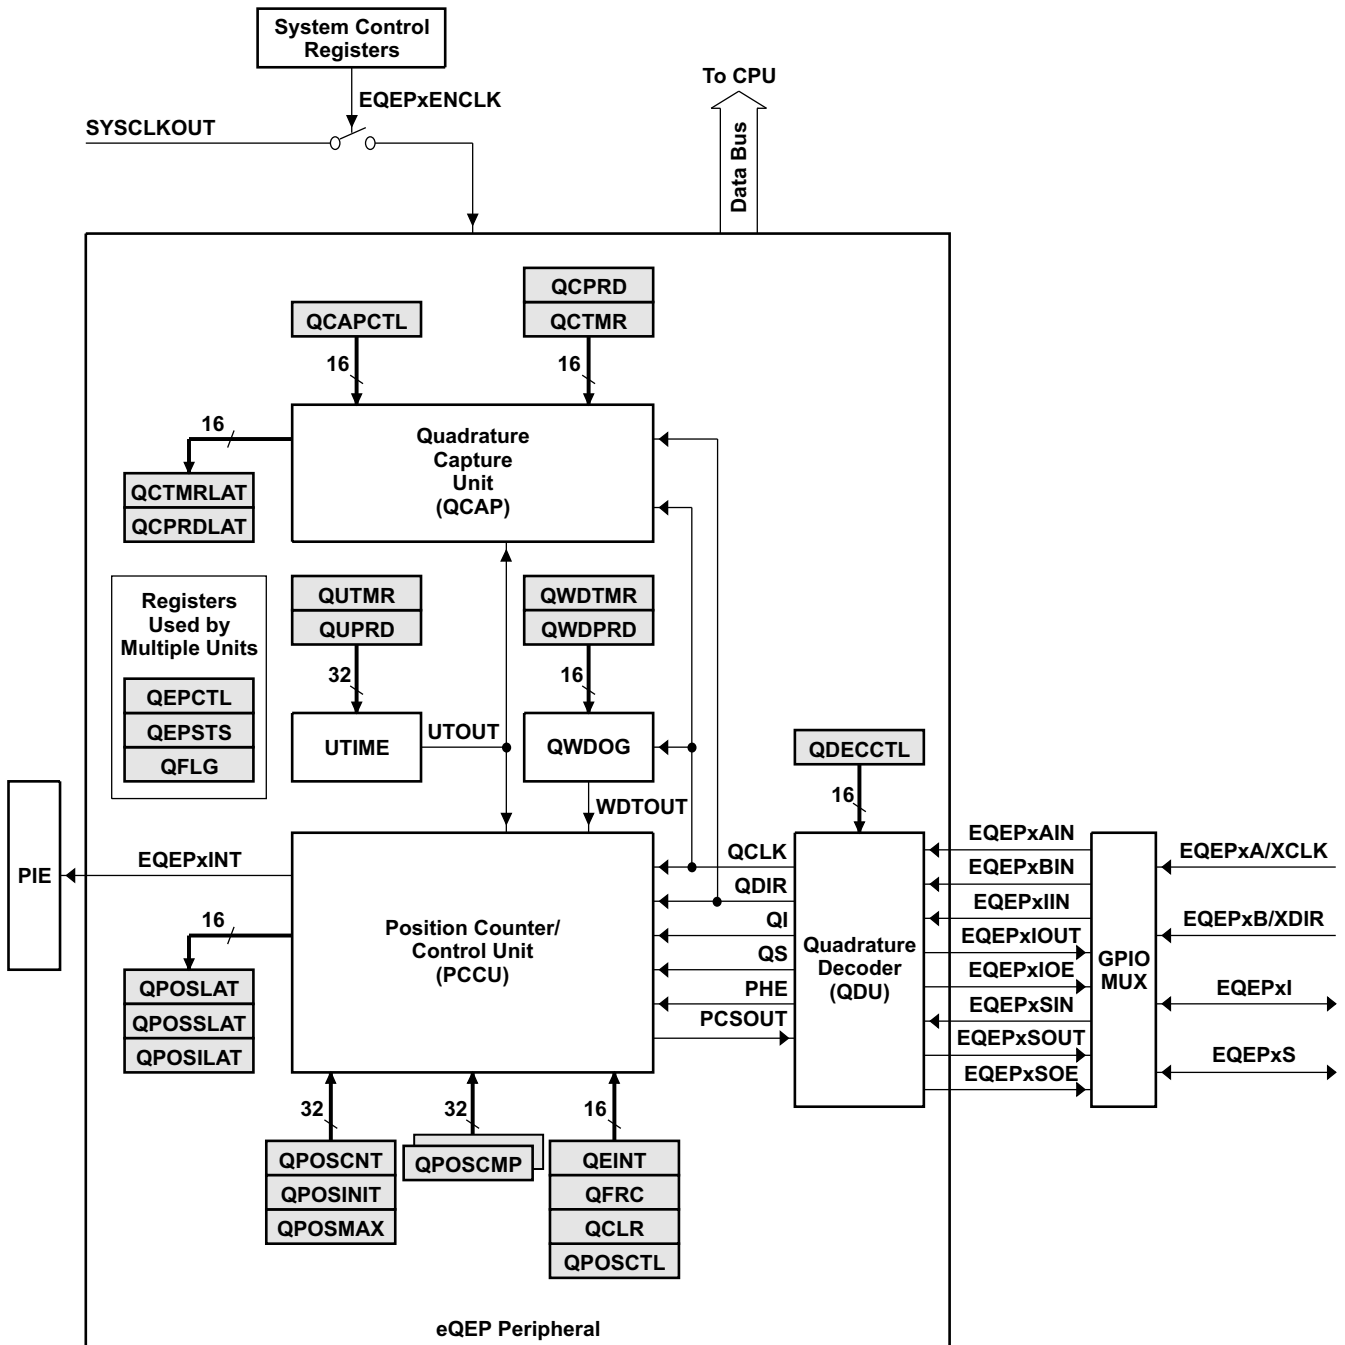 System Control
Registers
To CPU
EQEPxENCLK
SYSCLKOUT
Data Bus
QCPRD
QCTMR
QCAPCTL
16
16
16
Quadrature
Capture
Unit
(QCAP)
QCTMRLAT
QCPRDLAT
Registers
Used by
Multiple Units
QEPCTL
QEPSTS
QFLG
QUTMR
QUPRD
QWDTMR
QWDPRD
32
16
UTIME
UTOUT
QWDOG
QDECCTL
WDTOUT
16
PIE
EQEPxINT
16
Position Counter/
Control Unit
(PCCU)
QCLK
QDIR
QI
QS
PHE
PCSOUT
Quadrature
Decoder
(QDU)
EQEPxAIN
EQEPxBIN
EQEPxIIN
EQEPxIOUT
EQEPxIOE
EQEPxSIN
EQEPxSOUT
EQEPxSOE
GPIO
MUX
EQEPxA/XCLK
EQEPxB/XDIR
EQEPxI
EQEPxS
QPOSLAT
QPOSSLAT
QPOSILAT
32
32
16
QPOSCNT
QPOSINIT
QPOSMAX
QPOSCMP
QEINT
QFRC
QCLR
QPOSCTL
eQEP Peripheral